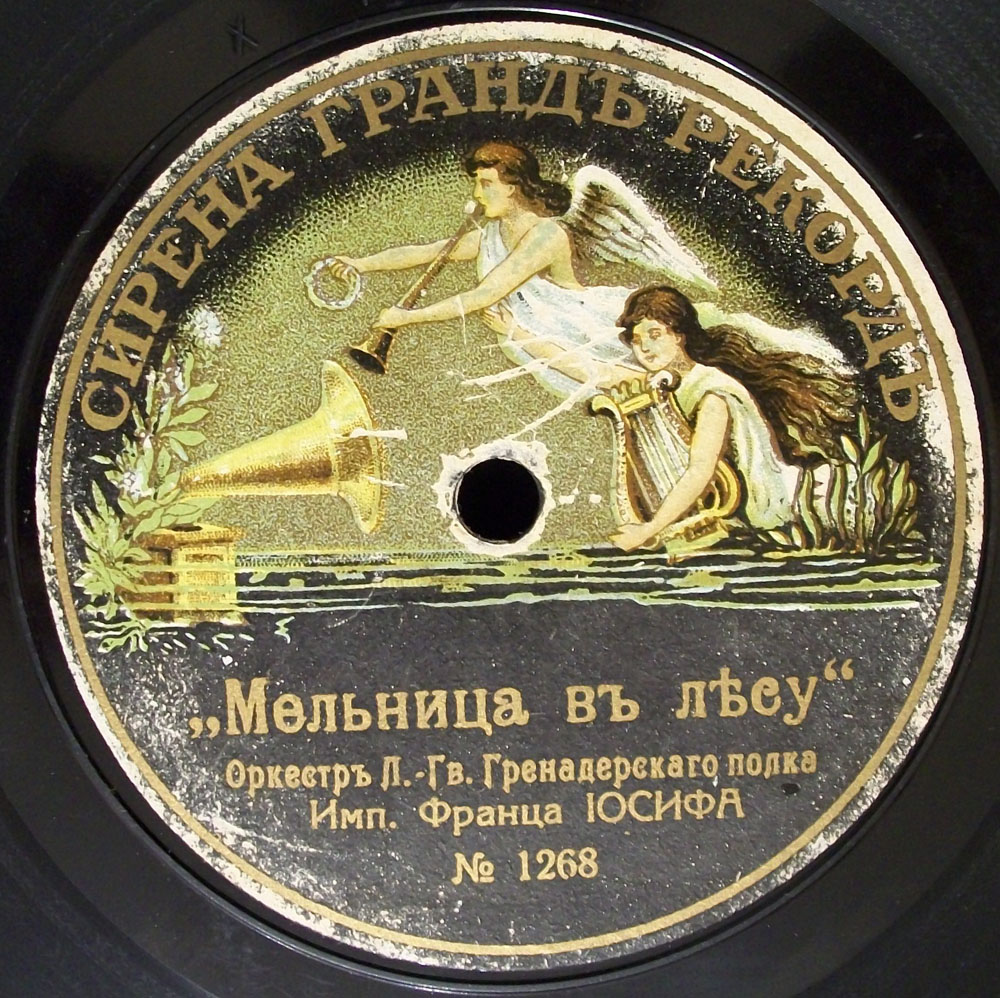 СИРЕНА ГРАНДЪ РЕКОРДЪ
„Мельница въ лѣсу“
Оркестръ Л.-Гв. Гренадерскаго полка
Имп. Франца ІОСИФА
№ 1268